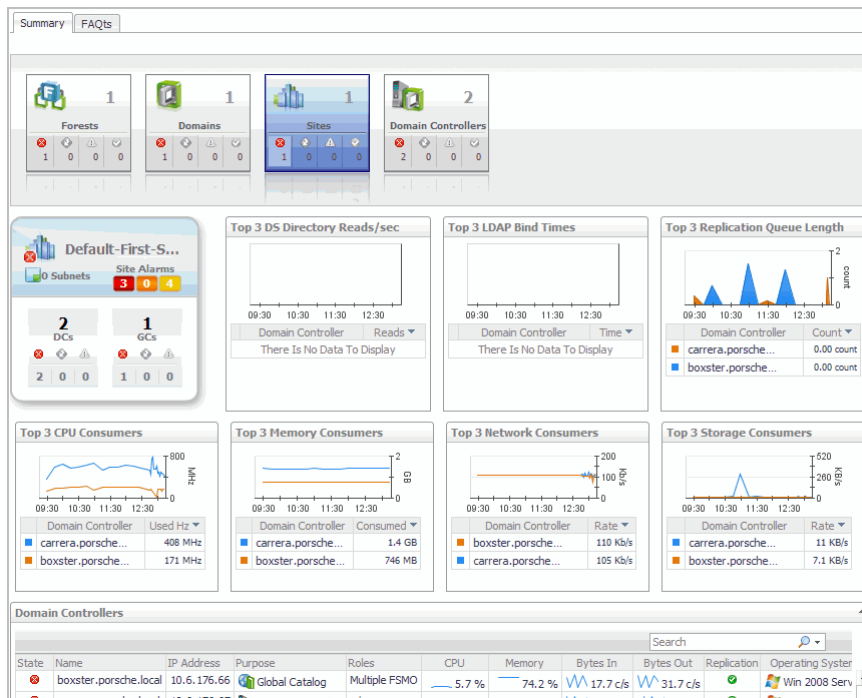 Summary FAQts
1 1 1 2
Forests Domains Sites Domain Controllers
1 0 0 0 1 0 0 0 1 0 0 0 2 0 0 0
Default-First-S...
0 Subnets
Site Alarms
3 0 4
2 1
DCs GCs
2 0 0 1 0 0
Top 3 DS Directory Reads/sec
09:30 10:30 11:30 12:30
Domain Controller Reads
There Is No Data To Display
Top 3 LDAP Bind Times
09:30 10:30 11:30 12:30
Domain Controller Time
There Is No Data To Display
Top 3 Replication Queue Length
2
count
0
09:30 10:30 11:30 12:30
Domain Controller Count
carrera.porsche... 0.00 count
boxster.porsche... 0.00 count
Top 3 CPU Consumers
800
MHz
0
09:30 10:30 11:30 12:30
Domain Controller Used Hz
carrera.porsche... 408 MHz
boxster.porsche... 171 MHz
Top 3 Memory Consumers
2
GB
0
09:30 10:30 11:30 12:30
Domain Controller Consumed
carrera.porsche... 1.4 GB
boxster.porsche... 746 MB
Top 3 Network Consumers
200
100
Kb/s
0
09:30 10:30 11:30 12:30
Domain Controller Rate
boxster.porsche... 110 Kb/s
carrera.porsche... 105 Kb/s
Top 3 Storage Consumers
520
260
KB/s
0
09:30 10:30 11:30 12:30
Domain Controller Rate
carrera.porsche... 11 KB/s
boxster.porsche... 7.1 KB/s
Domain Controllers
Search
State Name IP Address Purpose Roles CPU Memory Bytes In Bytes Out Replication Operating System
boxster.porsche.local 10.6.176.66 Global Catalog Multiple FSMO 5.7 % 74.2 % 17.7 c/s 31.7 c/s Win 2008 Serv